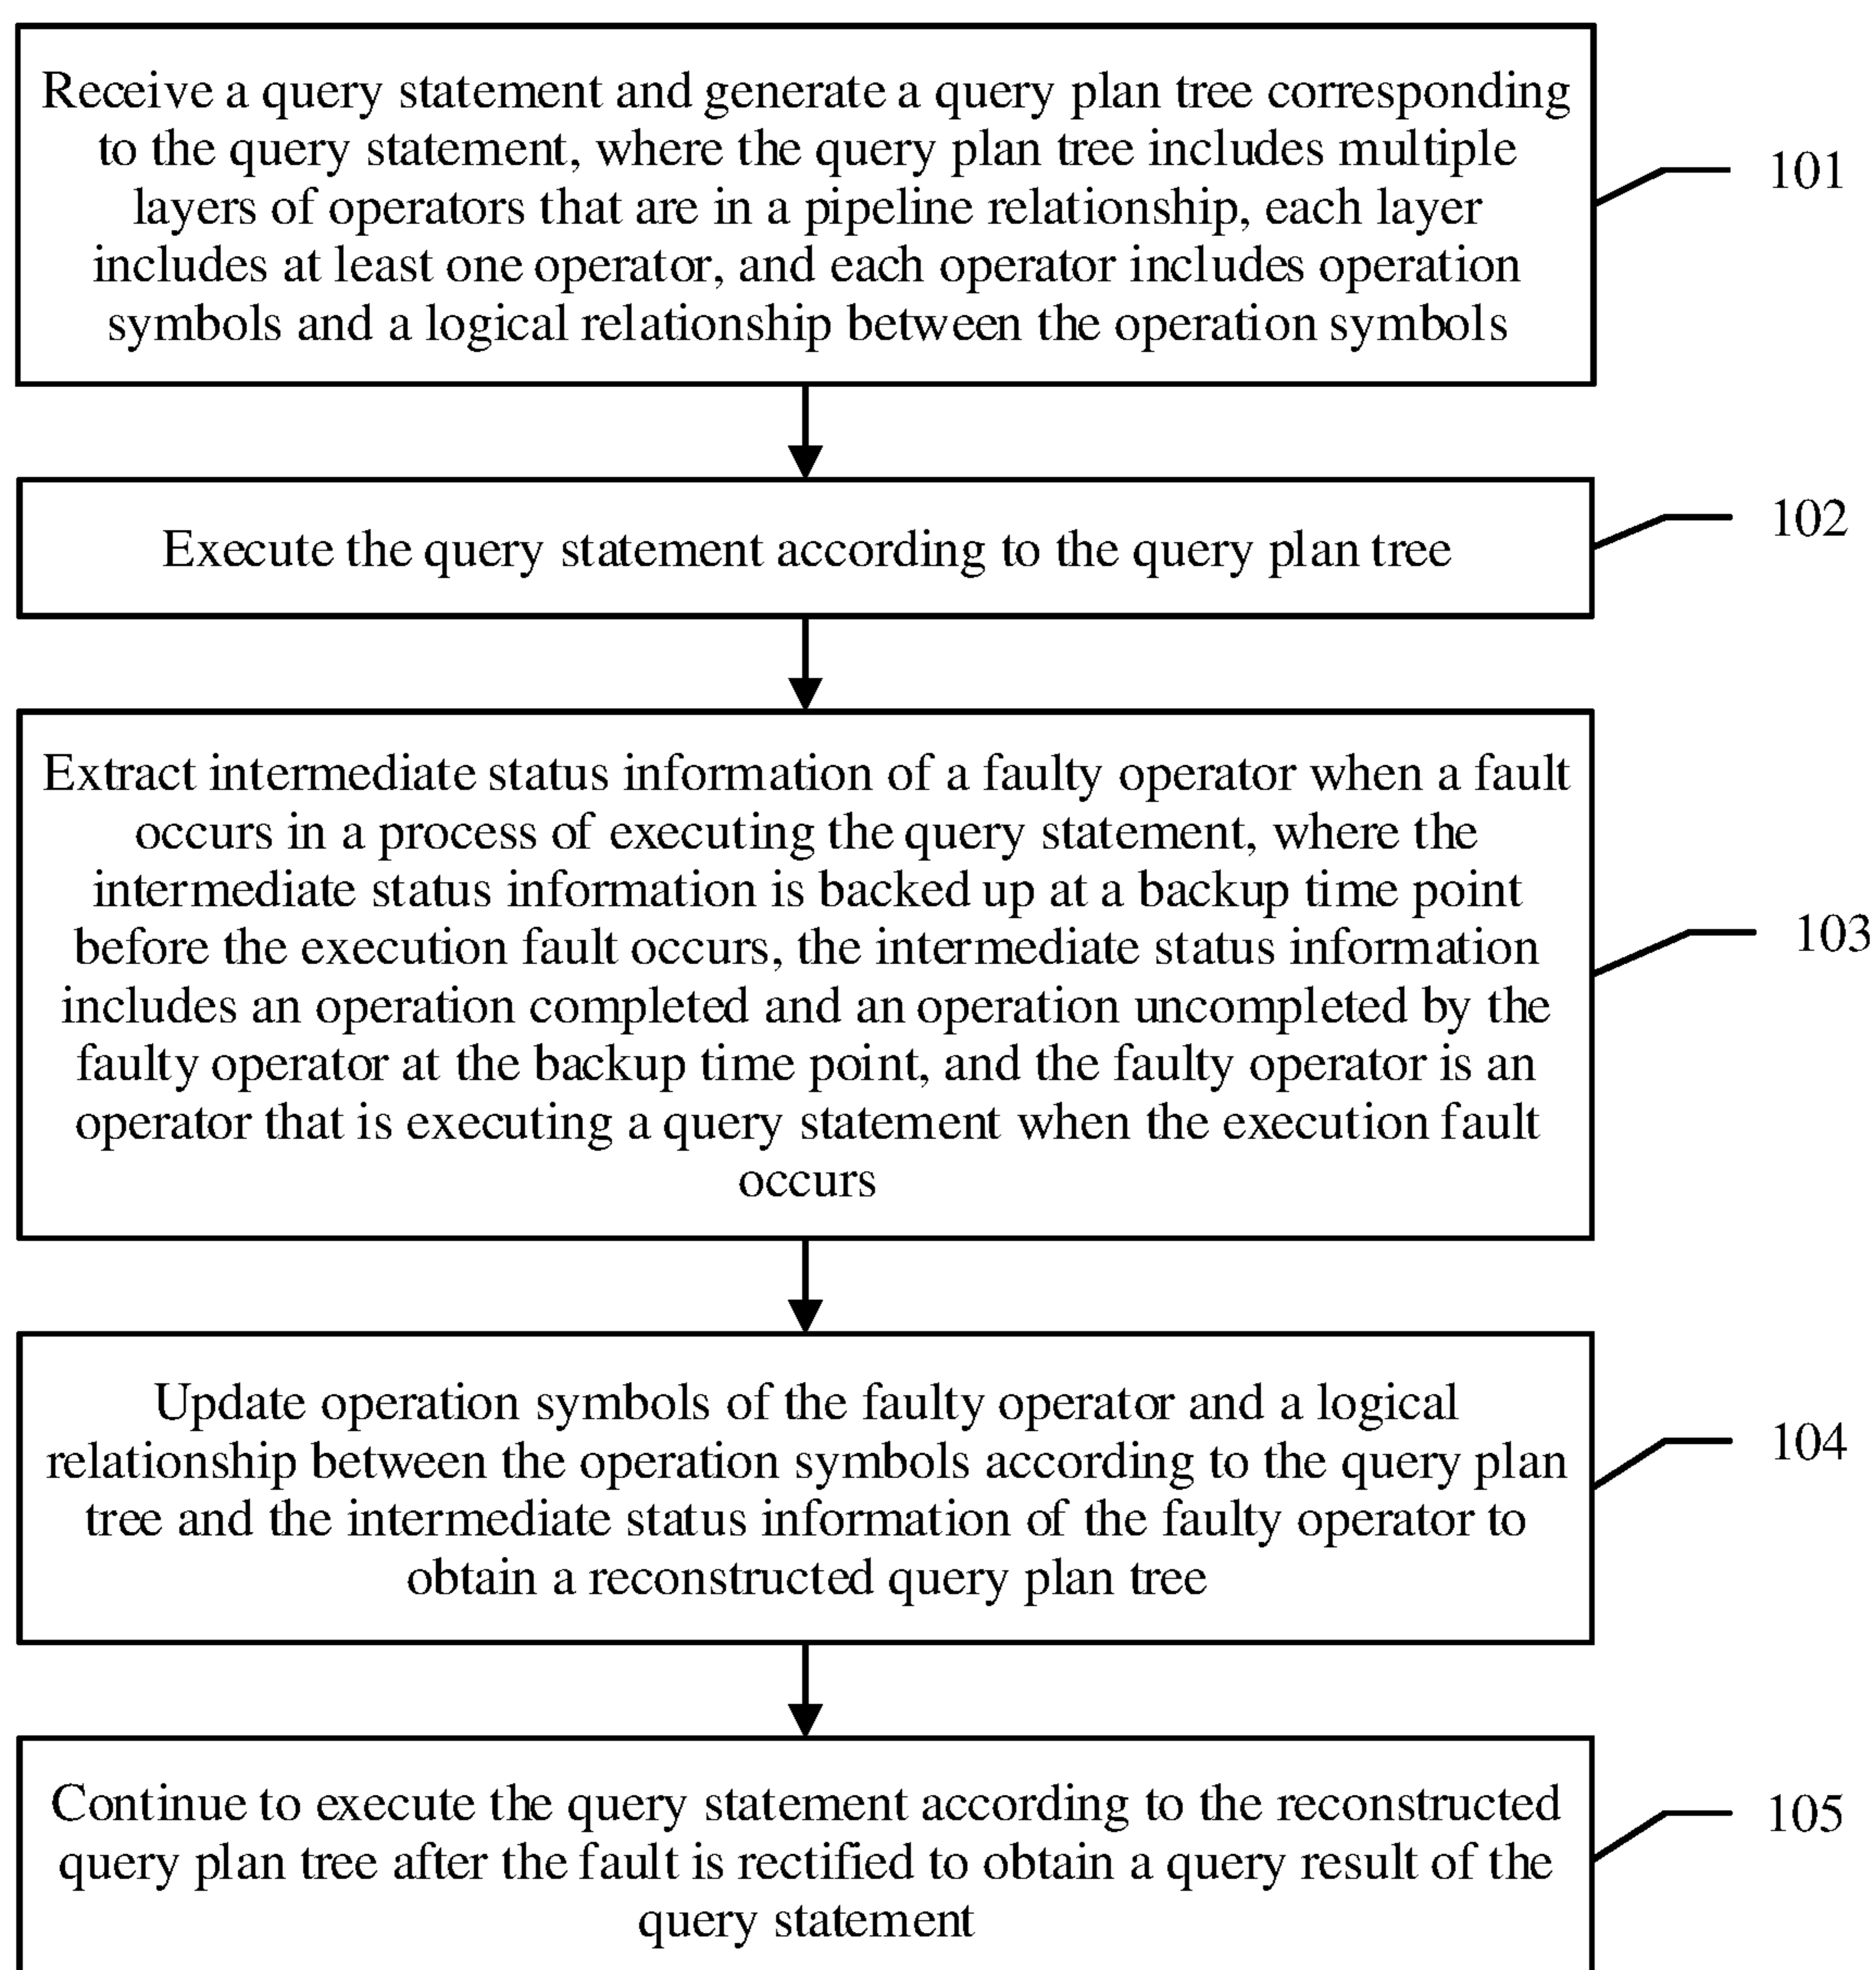 Receive a query statement and generate a query plan tree corresponding
to the query statement, where the query plan tree includes multiple
layers of operators that are in a pipeline relationship, each layer
includes at least one operator, and each operator includes operation
symbols and a logical relationship between the operation symbols
101
Execute the query statement according to the query plan tree
102
Extract intermediate status information of a faulty operator when a fault
occurs in a process of executing the query statement, where the
intermediate status information is backed up at a backup time point
before the execution fault occurs, the intermediate status information
includes an operation completed and an operation uncompleted by the
faulty operator at the backup time point, and the faulty operator is an
operator that is executing a query statement when the execution fault
occurs
103
Update operation symbols of the faulty operator and a logical
relationship between the operation symbols according to the query plan
tree and the intermediate status information of the faulty operator to
obtain a reconstructed query plan tree
104
Continue to execute the query statement according to the reconstructed
query plan tree after the fault is rectified to obtain a query result of the
query statement
105